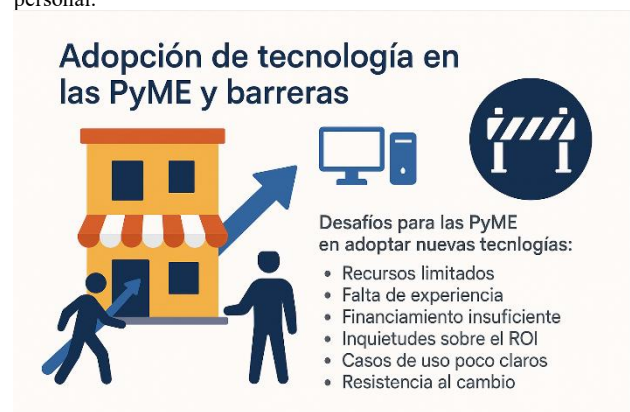 personal.
Adopción de tecnología en
las PyME y barreras
Desafíos para las PyME
en adoptar nuevas tecnlogías:
• Recursos limitados
• Falta de experiencia
• Financiamiento insuficiente
• Inquietudes sobre el ROI
• Casos de uso poco claros
• Resistencia al cambio